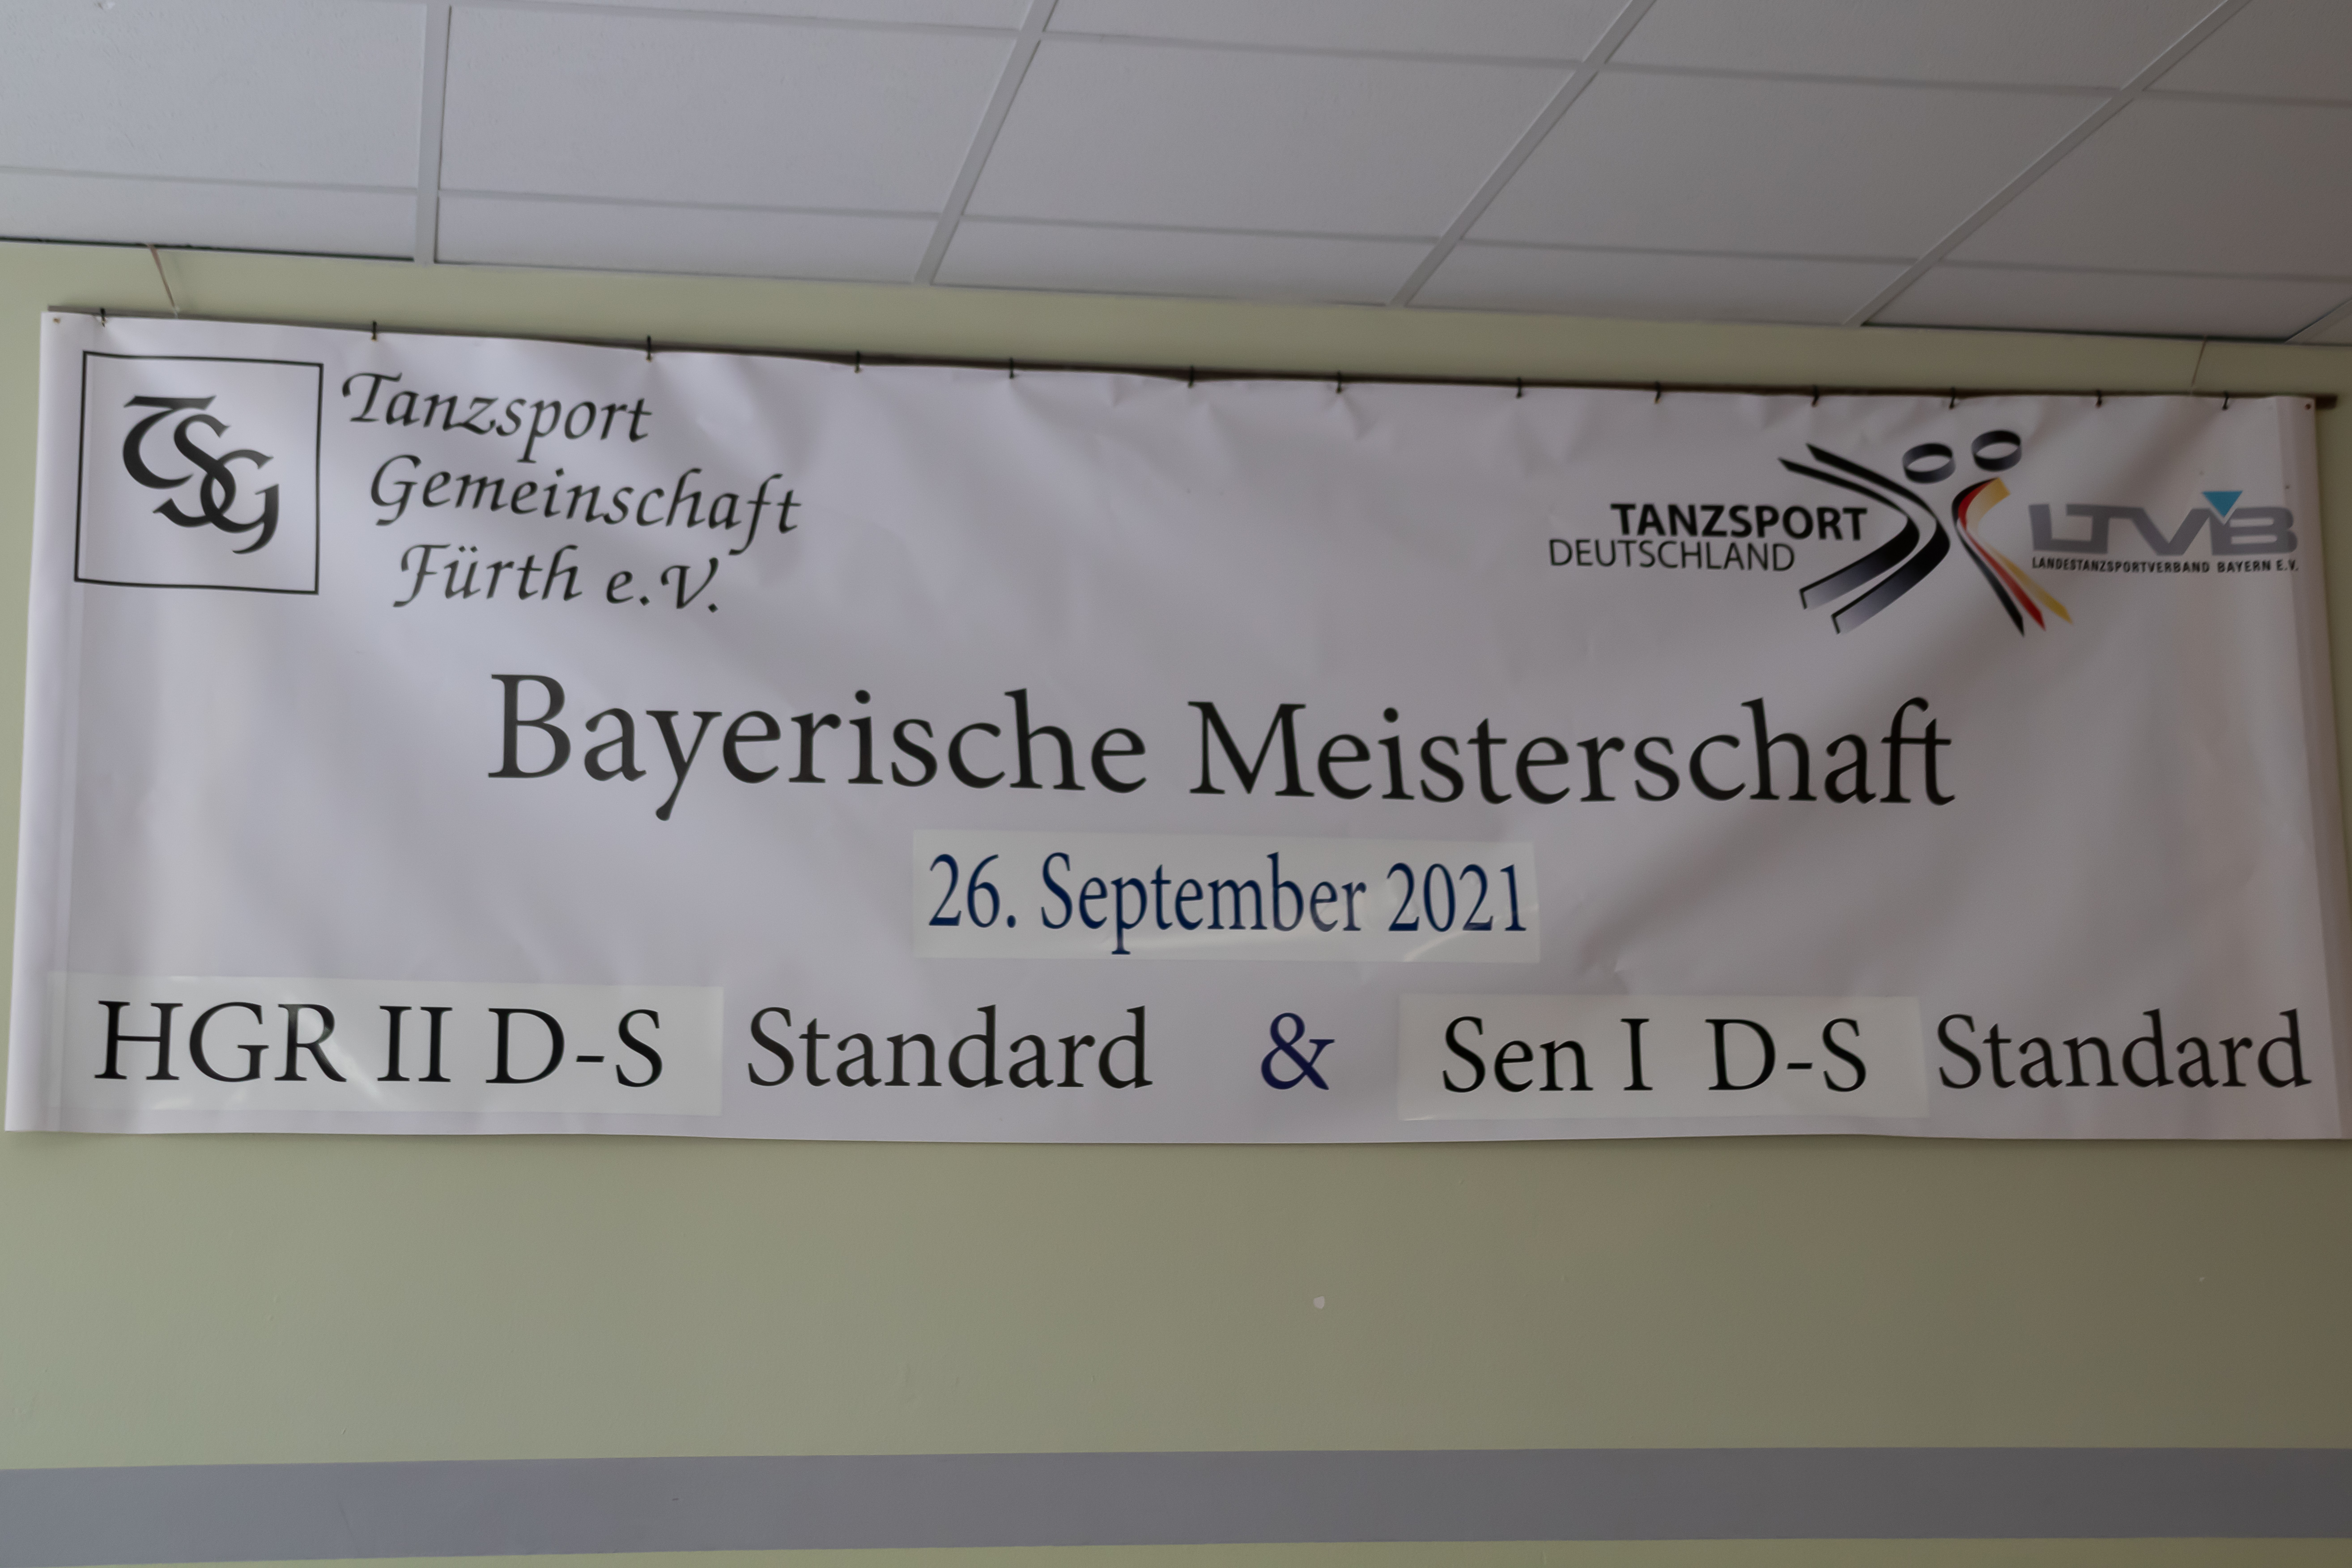 TSG
Tanzsport
Gemeinschaft
Fürth e.V.
TANZSPORT
DEUTSCHLAND
LTVB
LANDESTANZSPORTVERBAND BAYERN E.V.
Bayerische Meisterschaft
26. September 2021
HGR II D-S Standard & Sen I D-S Standard